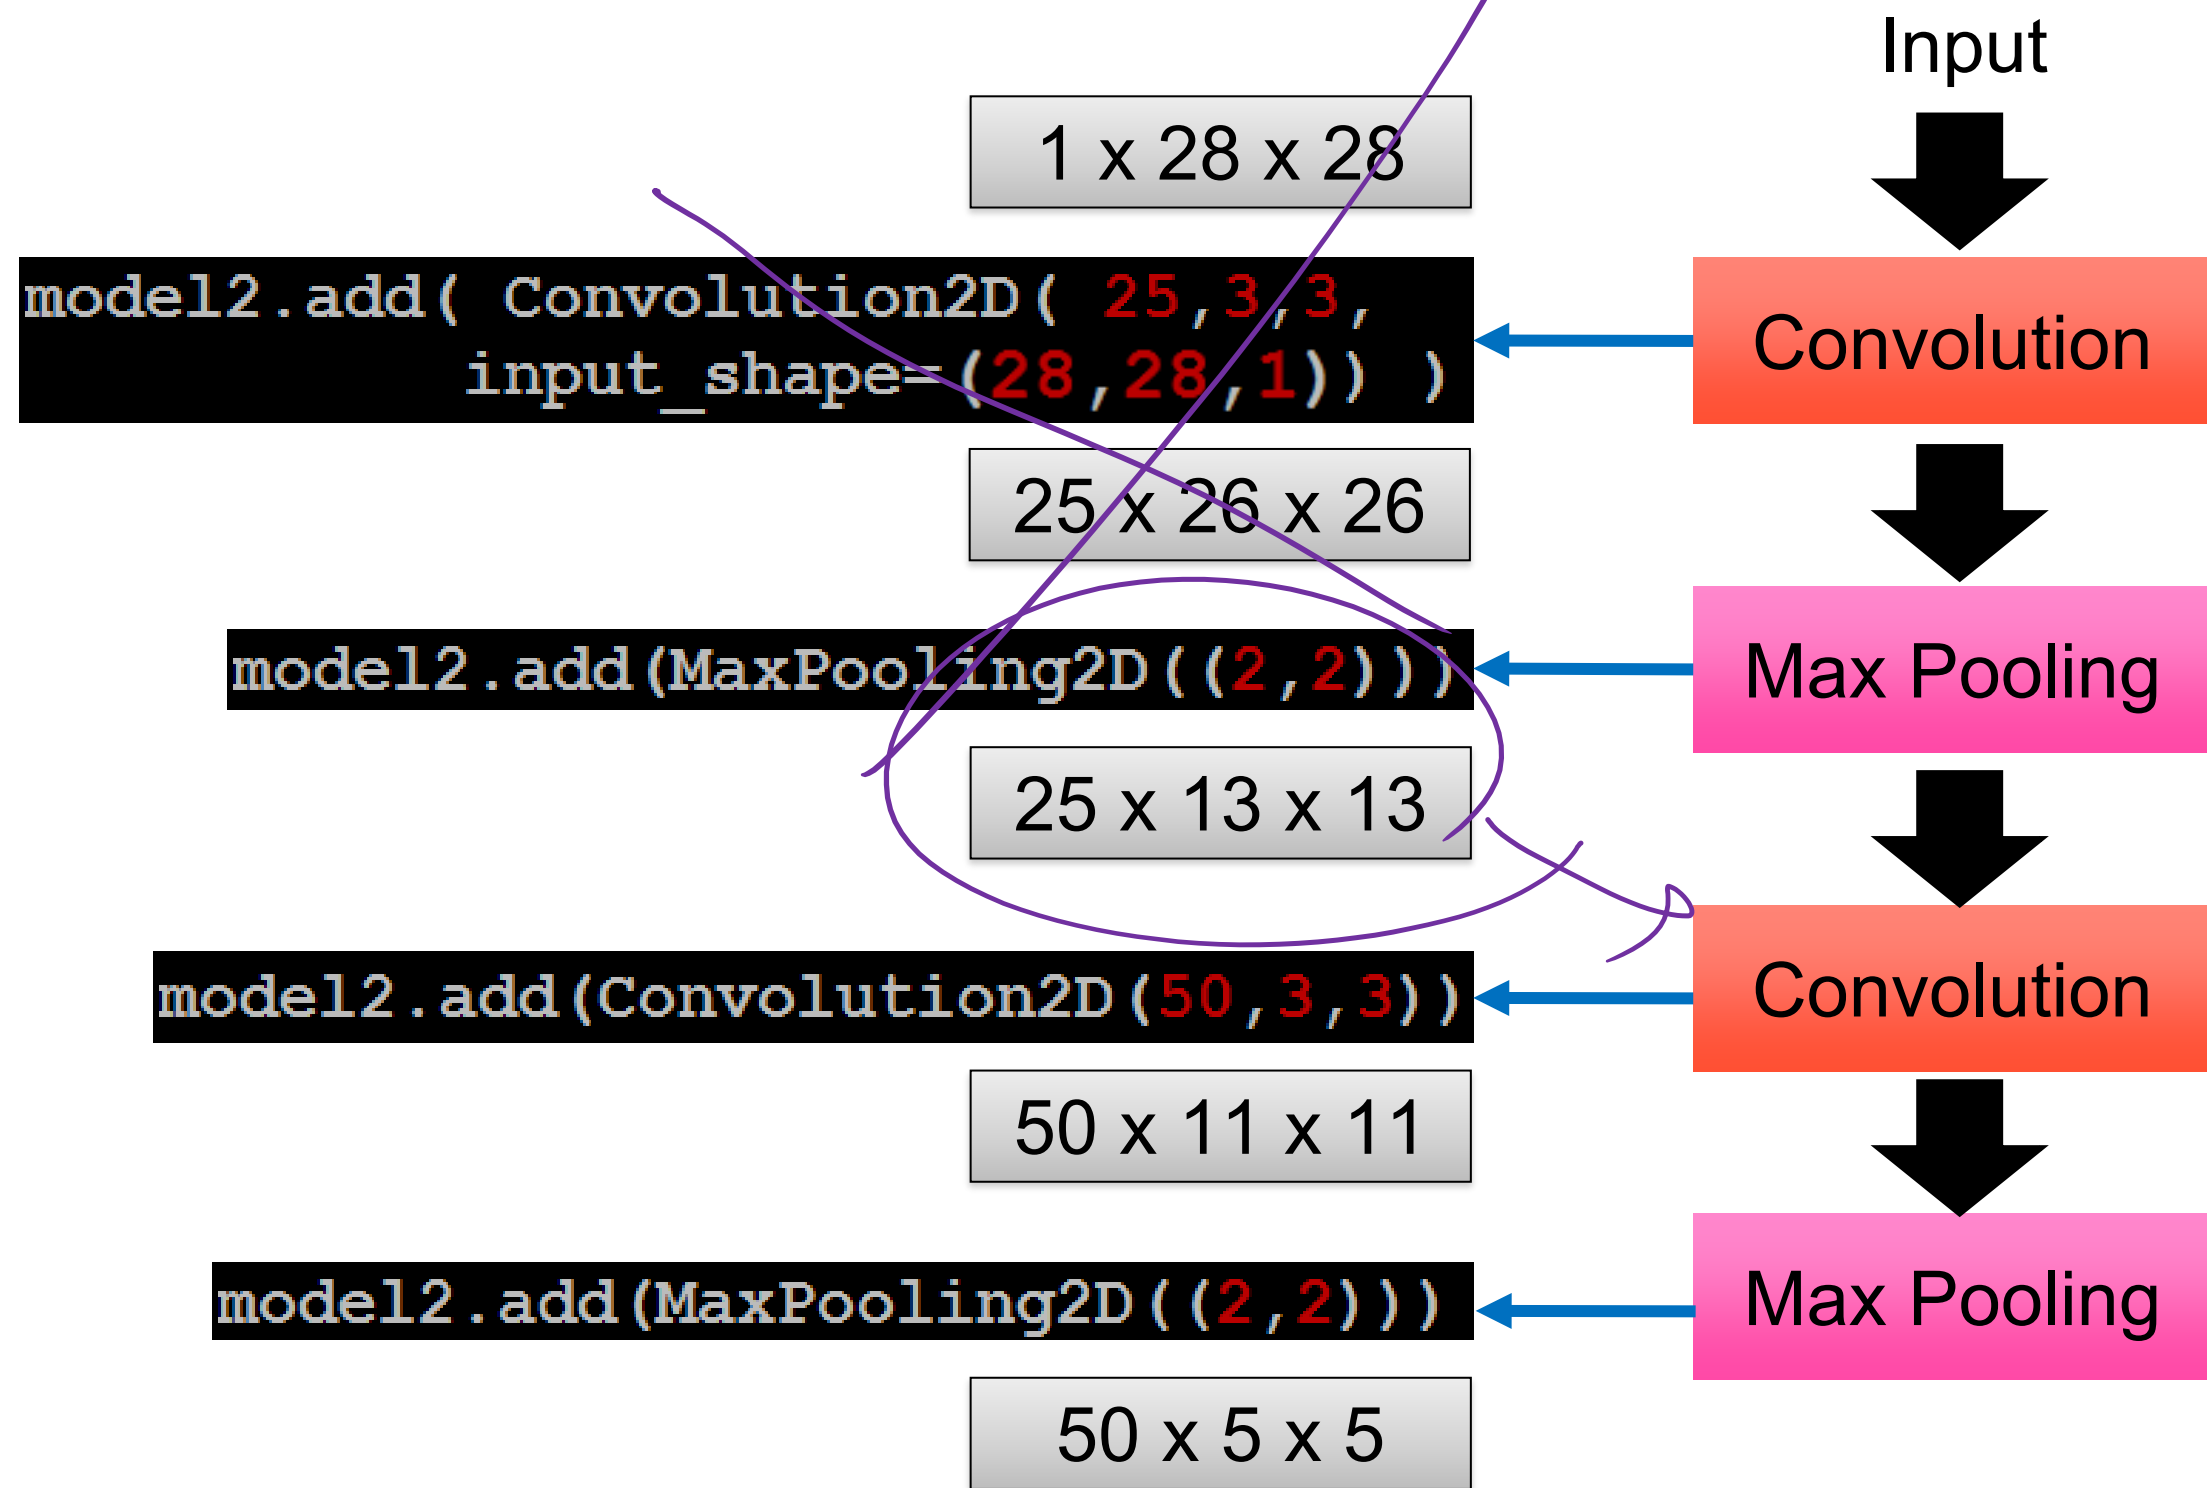 Input
1 x 28 x 28
model2.add( Convolution2D( 25,3,3,
input_shape=(28,28,1)) )
Convolution
25 x 26 x 26
model2.add(MaxPooling2D((2,2)))
Max Pooling
25 x 13 x 13
model2.add(Convolution2D(50,3,3))
Convolution
50 x 11 x 11
model2.add(MaxPooling2D((2,2)))
Max Pooling
50 x 5 x 5